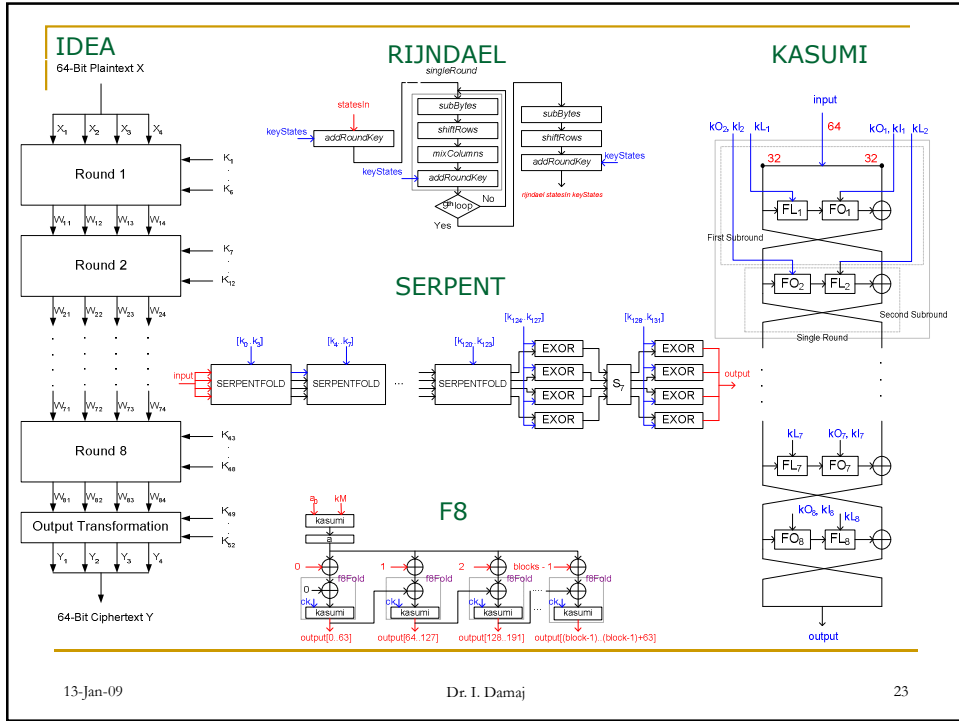 IDEA
64-Bit Plaintext X
X1 X2 X3 X4
Round 1
K1
.
.
K6
W11 W12 W13 W14
Round 2
K7
.
.
K12
W21 W22 W23 W24
W71 W72 W73 W74
Round 8
K43
.
.
K48
W81 W82 W83 W84
Output Transformation
K49
.
.
K52
Y1 Y2 Y3 Y4
64-Bit Ciphertext Y
RIJNDAEL
singleRound
statesIn
keyStates
addRoundKey
subBytes
shiftRows
mixColumns
keyStates
addRoundKey
9th loop
No
Yes
subBytes
shiftRows
addRoundKey
keyStates
rijndael statesIn keyStates
SERPENT
[k0..k3]
[k4..k7]
[k120..k123]
[k124..k127]
[k128..k131]
input
SERPENTFOLD
SERPENTFOLD
...
SERPENTFOLD
EXOR
EXOR
EXOR
EXOR
S7
EXOR
EXOR
EXOR
EXOR
output
F8
a0 kM
kasumi
a
0
1
2
blocks - 1
f8Fold
f8Fold
f8Fold
f8Fold
0
...
ck
ck
ck
ck
kasumi
kasumi
kasumi
kasumi
...
output[0..63]
output[64..127]
output[128..191]
output[(block-1)..(block-1)+63]
KASUMI
input
kO2, kI2
kL1
64
kO1, kI1
kL2
32
32
FL1
FO1
First Subround
FO2
FL2
Second Subround
Single Round
kL7
kO7, kI7
FL7
FO7
kO8, kI8
kL8
FO8
FL8
output
13-Jan-09
Dr. I. Damaj
23